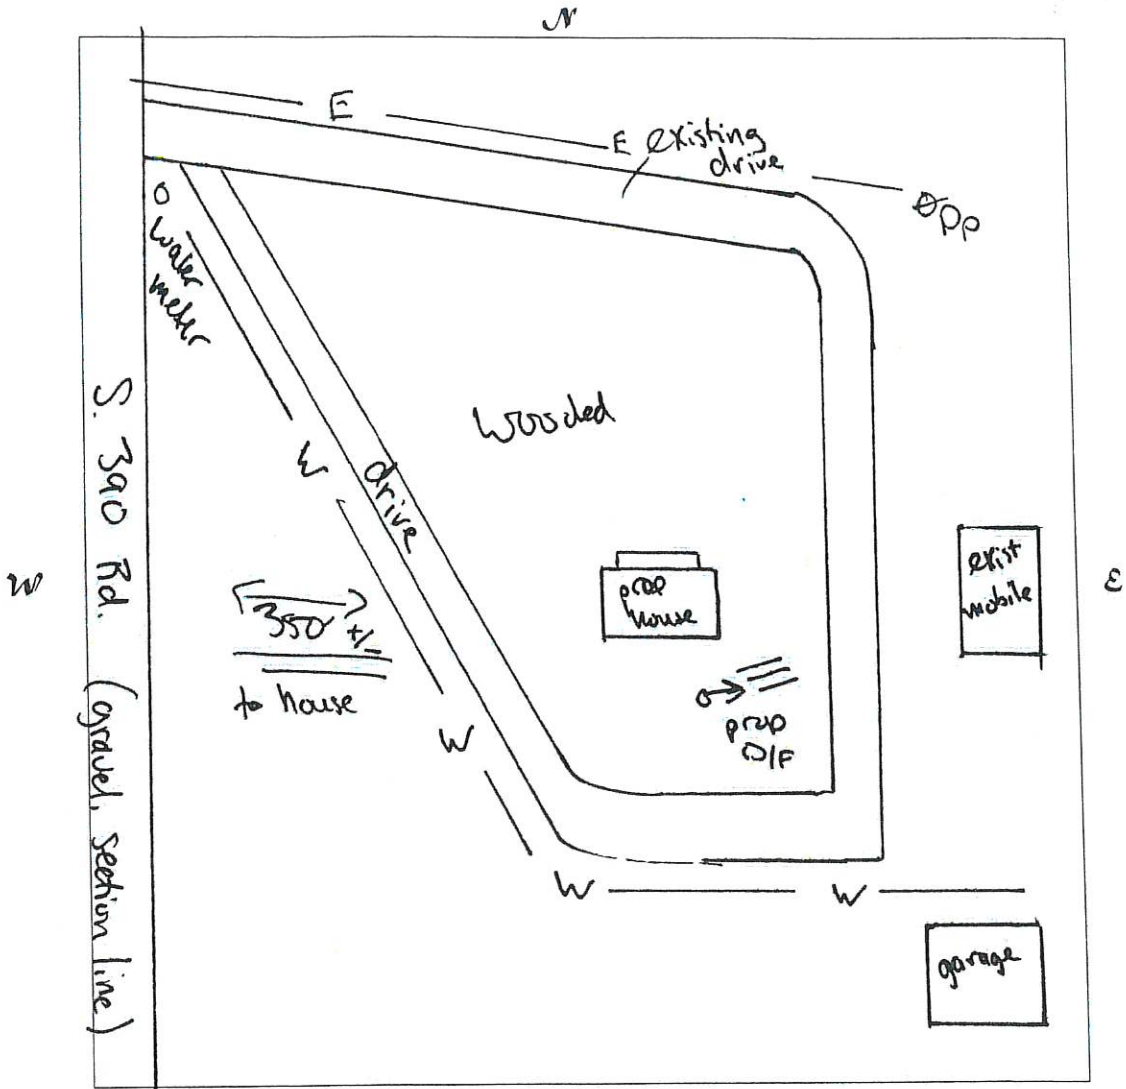 N
E
E existing
drive
ØPP
water
meter
S. 390 Rd. (gravel, section line)
Wooded
W
drive
W
E
exist
mobile
prop
house
350' +/-
to house
prop
O/F
W
W
W
garage